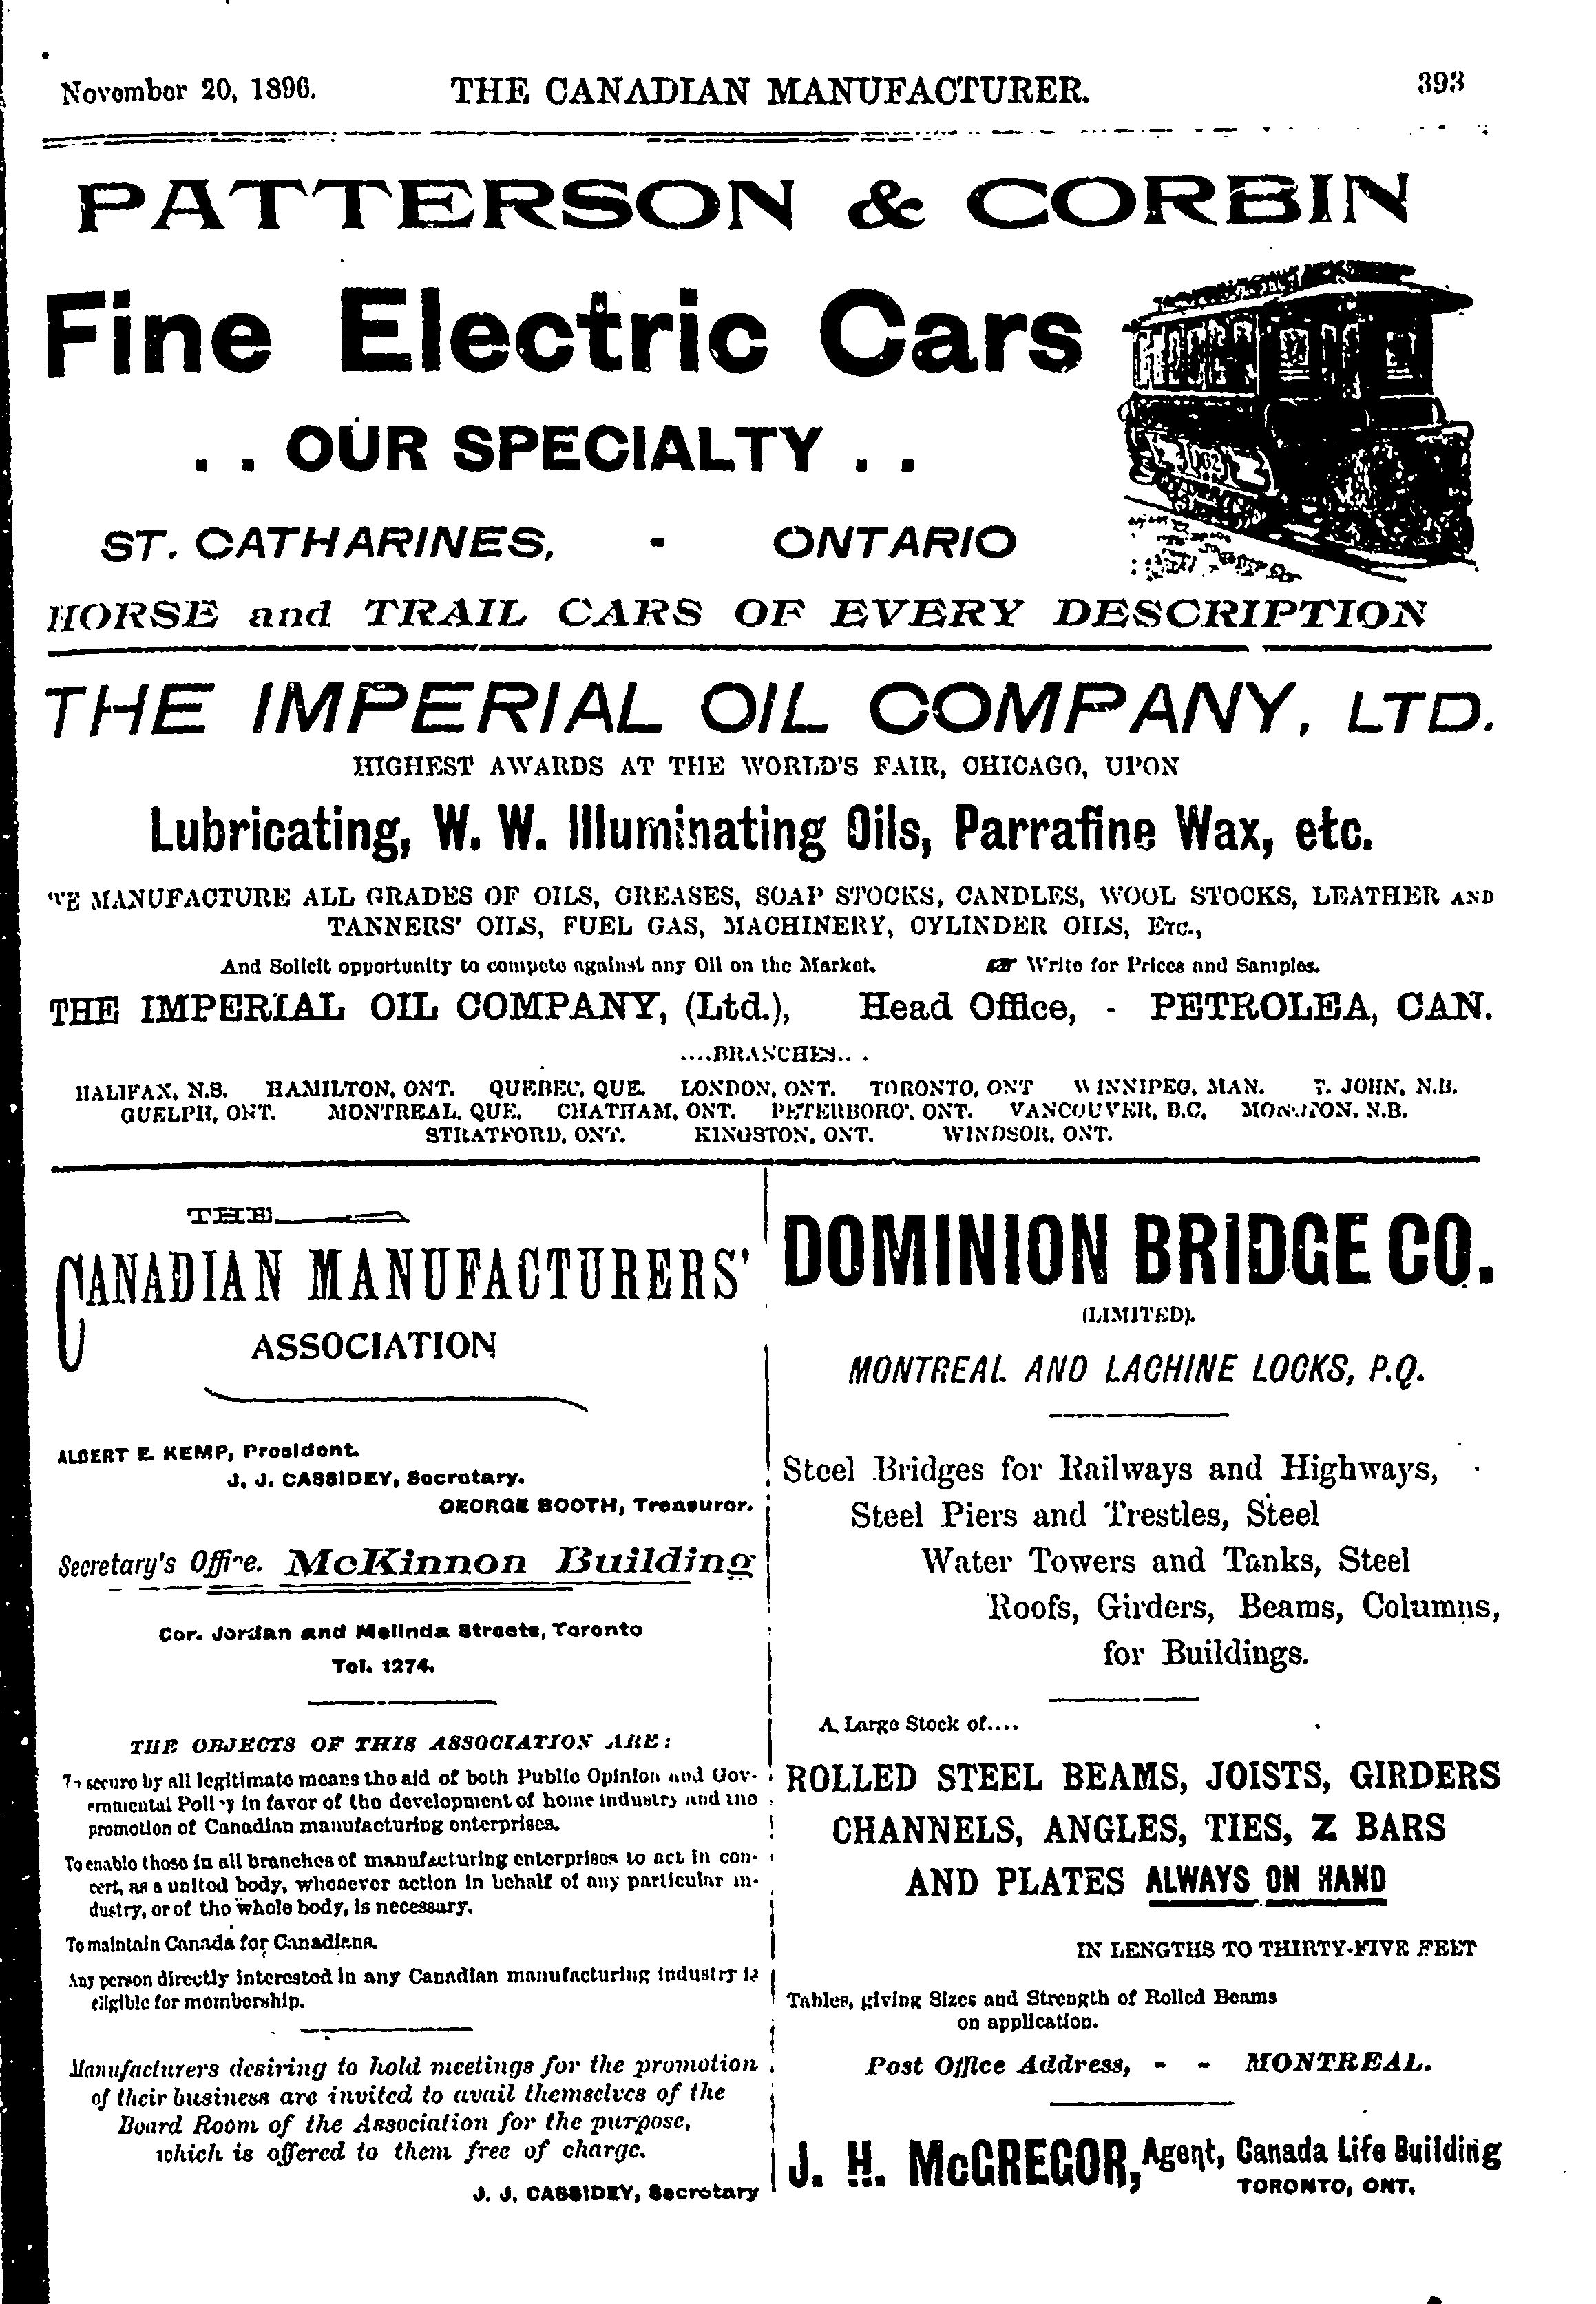 November 20, 1896. THE CANADIAN MANUFACTURER. 393
PATTERSON & CORBIN
Fine Electric Cars
. . OUR SPECIALTY . .
ST. CATHARINES, - ONTARIO
HORSE and TRAIL CARS OF EVERY DESCRIPTION
THE IMPERIAL OIL COMPANY, LTD.
HIGHEST AWARDS AT THE WORLD'S FAIR, CHICAGO, UPON
Lubricating, W. W. Illuminating Oils, Parrafine Wax, etc.
WE MANUFACTURE ALL GRADES OF OILS, GREASES, SOAP STOCKS, CANDLES, WOOL STOCKS, LEATHER AND
TANNERS' OILS, FUEL GAS, MACHINERY, CYLINDER OILS, ETC.,
And Solicit opportunity to compete against any Oil on the Market. ☞ Write for Prices and Samples.
THE IMPERIAL OIL COMPANY, (Ltd.), Head Office, - PETROLEA, CAN.
....BRANCHES....
HALIFAX, N.S. HAMILTON, ONT. QUEBEC, QUE. LONDON, ONT. TORONTO, ONT WINNIPEG, MAN. ST. JOHN, N.B.
GUELPH, ONT. MONTREAL, QUE. CHATHAM, ONT. PETERBORO', ONT. VANCOUVER, B.C. MONCTON, N.B.
STRATFORD, ONT. KINGSTON, ONT. WINDSOR, ONT.
THE
CANADIAN MANUFACTURERS'
ASSOCIATION
ALBERT E. KEMP, President.
J. J. CASSIDEY, Secretary.
GEORGE BOOTH, Treasurer.
Secretary's Office. McKinnon Building
Cor. Jordan and Melinda Streets, Toronto
Tel. 1274.
THE OBJECTS OF THIS ASSOCIATION ARE:
To secure by all legitimate means the aid of both Public Opinion and Gov-
ernmental Policy in favor of the development of home industry and the
promotion of Canadian manufacturing enterprises.
To enable those in all branches of manufacturing enterprises to act in con-
cert, as a united body, whenever action in behalf of any particular in-
dustry, or of the whole body, is necessary.
To maintain Canada for Canadians.
Any person directly interested in any Canadian manufacturing industry is
eligible for membership.
Manufacturers desiring to hold meetings for the promotion
of their business are invited to avail themselves of the
Board Room of the Association for the purpose,
which is offered to them free of charge.
J. J. CASSIDEY, Secretary
DOMINION BRIDGE CO.
(LIMITED).
MONTREAL AND LACHINE LOCKS, P.Q.
Steel Bridges for Railways and Highways,
Steel Piers and Trestles, Steel
Water Towers and Tanks, Steel
Roofs, Girders, Beams, Columns,
for Buildings.
A Large Stock of....
ROLLED STEEL BEAMS, JOISTS, GIRDERS
CHANNELS, ANGLES, TIES, Z BARS
AND PLATES ALWAYS ON HAND
IN LENGTHS TO THIRTY-FIVE FEET
Tables, giving Sizes and Strength of Rolled Beams
on application.
Post Office Address, - - MONTREAL.
J. H. McGREGOR, Agent, Canada Life Building
TORONTO, ONT.